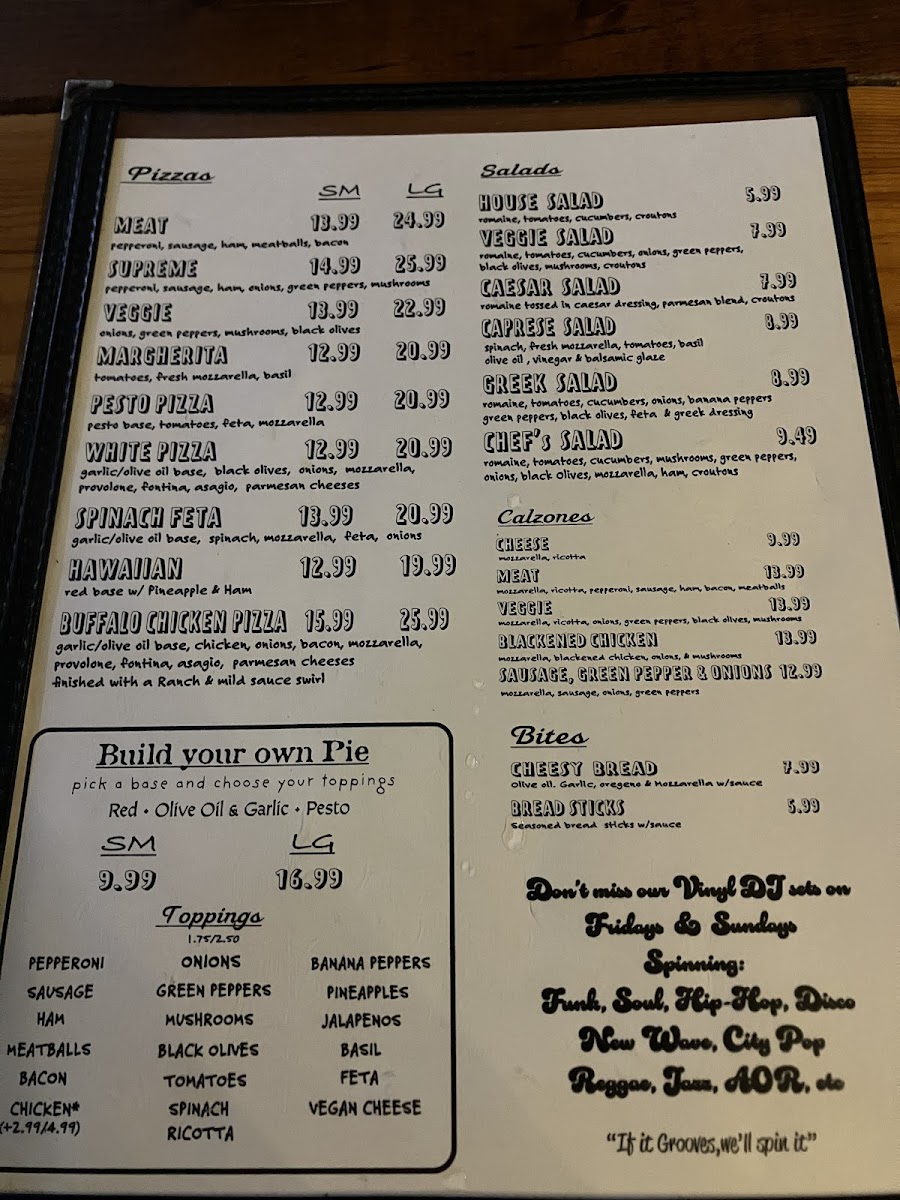 Pizzas
SM LG
MEAT 13.99 24.99
pepperoni, sausage, ham, meatballs, bacon
SUPREME 14.99 25.99
pepperoni, sausage, ham, onions, green peppers, mushrooms
VEGGIE 13.99 22.99
onions, green peppers, mushrooms, black olives
MARGHERITA 12.99 20.99
tomatoes, fresh mozzarella, basil
PESTO PIZZA 12.99 20.99
pesto base, tomatoes, feta, mozzarella
WHITE PIZZA 12.99 20.99
garlic/olive oil base, black olives, onions, mozzarella,
provolone, fontina, asagio, parmesan cheeses
SPINACH FETA 13.99 20.99
garlic/olive oil base, spinach, mozzarella, feta, onions
HAWAIIAN 12.99 19.99
red base w/ Pineapple & Ham
BUFFALO CHICKEN PIZZA 15.99 25.99
garlic/olive oil base, chicken, onions, bacon, mozzarella,
provolone, fontina, asagio, parmesan cheeses
finished with a Ranch & mild sauce swirl
Build your own Pie
pick a base and choose your toppings
Red • Olive Oil & Garlic • Pesto
SM LG
9.99 16.99
Toppings
1.75/2.50
PEPPERONI ONIONS BANANA PEPPERS
SAUSAGE GREEN PEPPERS PINEAPPLES
HAM MUSHROOMS JALAPENOS
MEATBALLS BLACK OLIVES BASIL
BACON TOMATOES FETA
CHICKEN* SPINACH VEGAN CHEESE
(+2.99/4.99) RICOTTA
Salads
HOUSE SALAD 5.99
romaine, tomatoes, cucumbers, croutons
VEGGIE SALAD 7.99
romaine, tomatoes, cucumbers, onions, green peppers,
black olives, mushrooms, croutons
CAESAR SALAD 7.99
romaine tossed in caesar dressing, parmesan blend, croutons
CAPRESE SALAD 8.99
spinach, fresh mozzarella, tomatoes, basil
olive oil , vinegar & balsamic glaze
GREEK SALAD 8.99
romaine, tomatoes, cucumbers, onions, banana peppers
green peppers, black olives, feta & greek dressing
CHEF's SALAD 9.49
romaine, tomatoes, cucumbers, mushrooms, green peppers,
onions, black Olives, mozzarella, ham, croutons
Calzones
CHEESE 9.99
mozzarella, ricotta
MEAT 13.99
mozzarella, ricotta, pepperoni, sausage, ham, bacon, meatballs
VEGGIE 13.99
mozzarella, ricotta, onions, green peppers, black olives, mushrooms
BLACKENED CHICKEN 13.99
mozzarella, blackened chicken, onions, & mushrooms
SAUSAGE, GREEN PEPPER & ONIONS 12.99
mozzarella, sausage, onions, green peppers
Bites
CHEESY BREAD 7.99
Olive oil. Garlic, oregeno & Mozzarella w/sauce
BREAD STICKS 5.99
Seasoned bread sticks w/sauce
Don't miss our Vinyl DJ sets on
Fridays & Sundays
Spinning:
Funk, Soul, Hip-Hop, Disco
New Wave, City Pop
Reggae, Jazz, AOR, etc
"If it Grooves,we'll spin it"